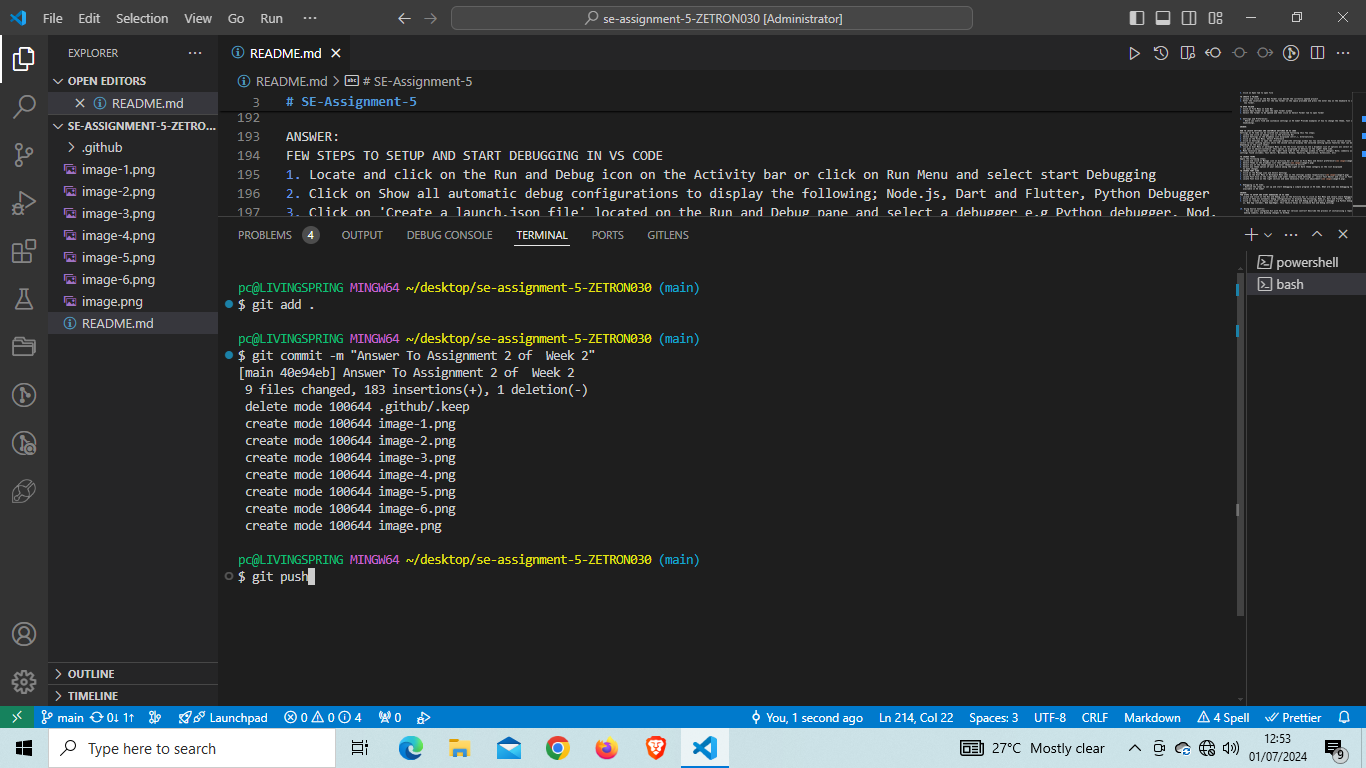 File Edit Selection View Go Run ··· se-assignment-5-ZETRON030 [Administrator]
EXPLORER
OPEN EDITORS
README.md
SE-ASSIGNMENT-5-ZETRO...
.github
image-1.png
image-2.png
image-3.png
image-4.png
image-5.png
image-6.png
image.png
README.md
OUTLINE
TIMELINE
README.md
README.md > # SE-Assignment-5
3 # SE-Assignment-5
192
193 ANSWER:
194 FEW STEPS TO SETUP AND START DEBUGGING IN VS CODE
195 1. Locate and click on the Run and Debug icon on the Activity bar or click on Run Menu and select start Debugging
196 2. Click on Show all automatic debug configurations to display the following; Node.js, Dart and Flutter, Python Debugger
197 3. Click on 'Create a launch.json file' located on the Run and Debug pane and select a debugger e.g Python debugger, Nod.
PROBLEMS 4 OUTPUT DEBUG CONSOLE TERMINAL PORTS GITLENS
powershell
bash
pc@LIVINGSPRING MINGW64 ~/desktop/se-assignment-5-ZETRON030 (main)
$ git add .
pc@LIVINGSPRING MINGW64 ~/desktop/se-assignment-5-ZETRON030 (main)
$ git commit -m "Answer To Assignment 2 of  Week 2"
[main 40e94eb] Answer To Assignment 2 of  Week 2
9 files changed, 183 insertions(+), 1 deletion(-)
delete mode 100644 .github/.keep
create mode 100644 image-1.png
create mode 100644 image-2.png
create mode 100644 image-3.png
create mode 100644 image-4.png
create mode 100644 image-5.png
create mode 100644 image-6.png
create mode 100644 image.png
pc@LIVINGSPRING MINGW64 ~/desktop/se-assignment-5-ZETRON030 (main)
$ git push
main 0↓ 1↑ Launchpad 0 0 4 0 You, 1 second ago Ln 214, Col 22 Spaces: 3 UTF-8 CRLF Markdown 4 Spell Prettier
Type here to search 27°C Mostly clear 12:53
01/07/2024 9